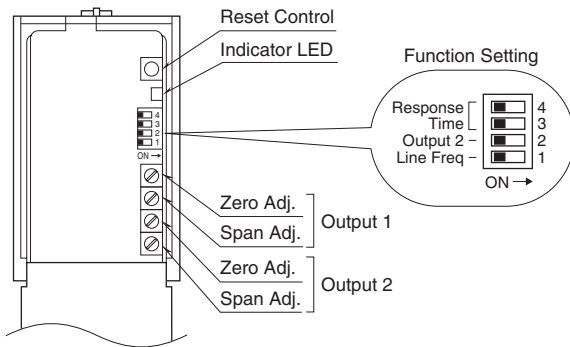 Reset Control
Indicator LED
4
3
2
1
ON →
Zero Adj.
Span Adj.
Output 1
Zero Adj.
Span Adj.
Output 2
Function Setting
Response Time
4
3
Output 2
2
Line Freq
1
ON →